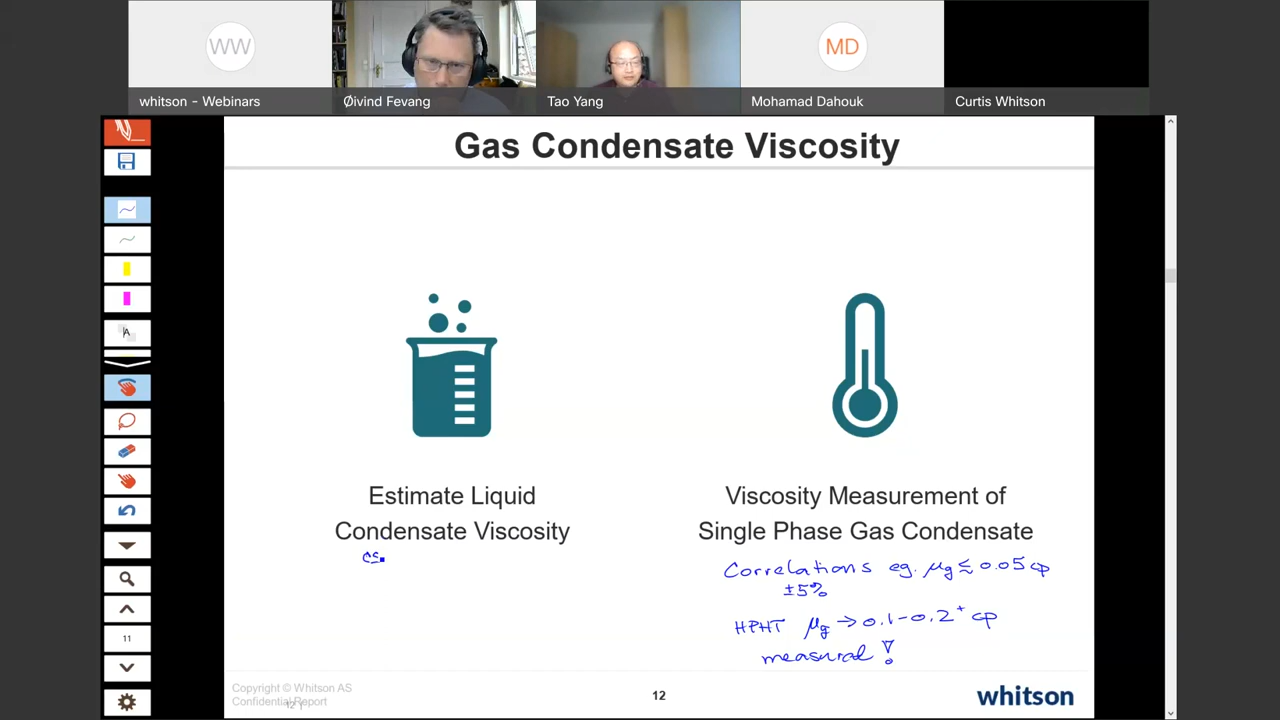 WW
MD
whitson - Webinars
Øivind Fevang
Tao Yang
Mohamad Dahouk
Curtis Whitson
Gas Condensate Viscosity
A
Estimate Liquid
Condensate Viscosity
Viscosity Measurement of
Single Phase Gas Condensate
Correlations eg. μg ≤ 0.05 cp
±5%
HPHT μg → 0.1-0.2+ cp
measured !
11
Copyright © Whitson AS
Confidential Report
12
12
whitson